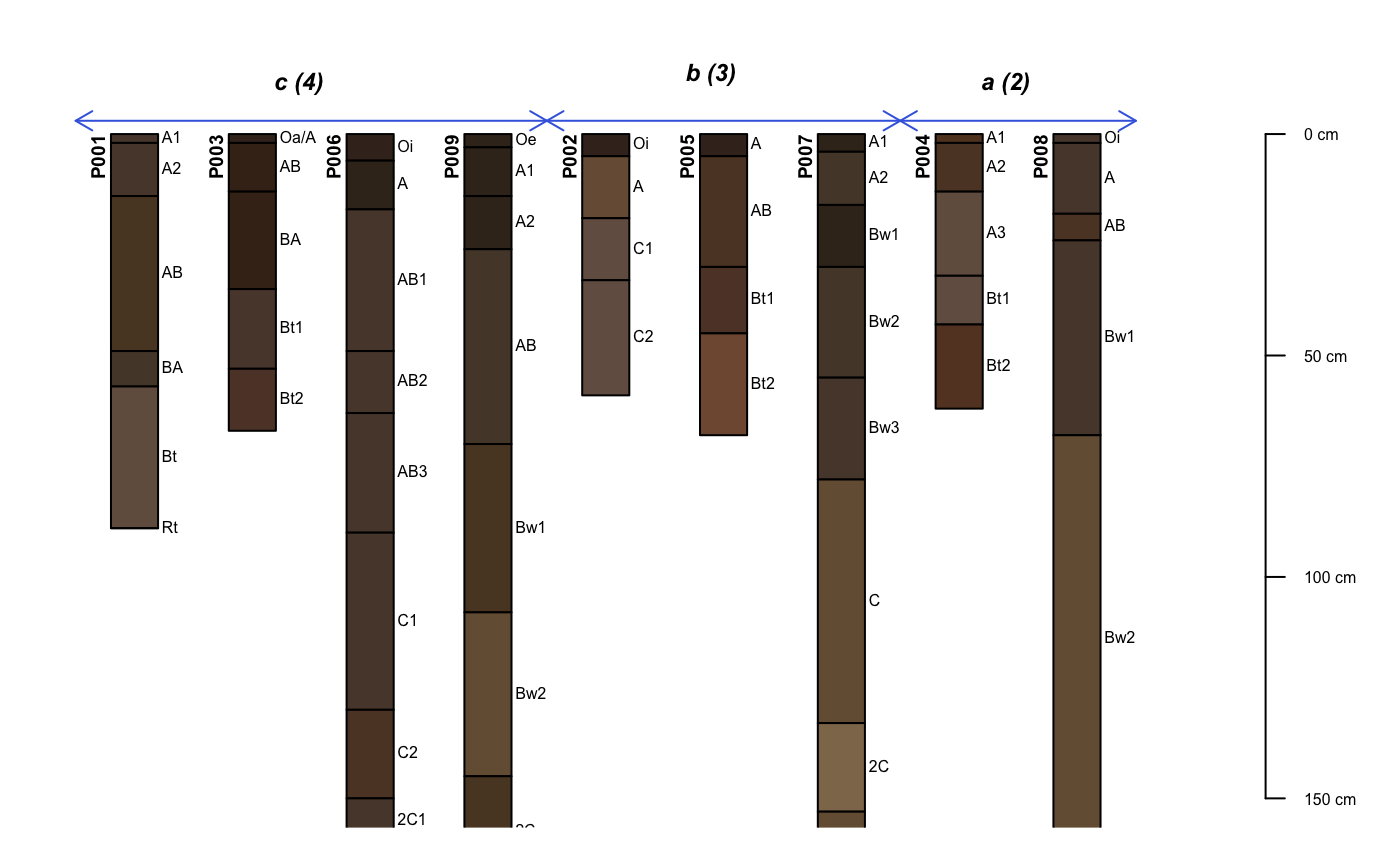 c (4)
b (3)
a (2)
P001
A1
A2
AB
BA
Bt
Rt
P003
Oa/A
AB
BA
Bt1
Bt2
P006
Oi
A
AB1
AB2
AB3
C1
C2
2C1
P009
Oe
A1
A2
AB
Bw1
Bw2
P002
Oi
A
C1
C2
P005
A
AB
Bt1
Bt2
P007
A1
A2
Bw1
Bw2
Bw3
C
2C
P004
A1
A2
A3
Bt1
Bt2
P008
Oi
A
AB
Bw1
Bw2
0 cm
50 cm
100 cm
150 cm